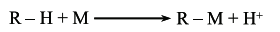 R – H + M ⟶ R – M + H⁺